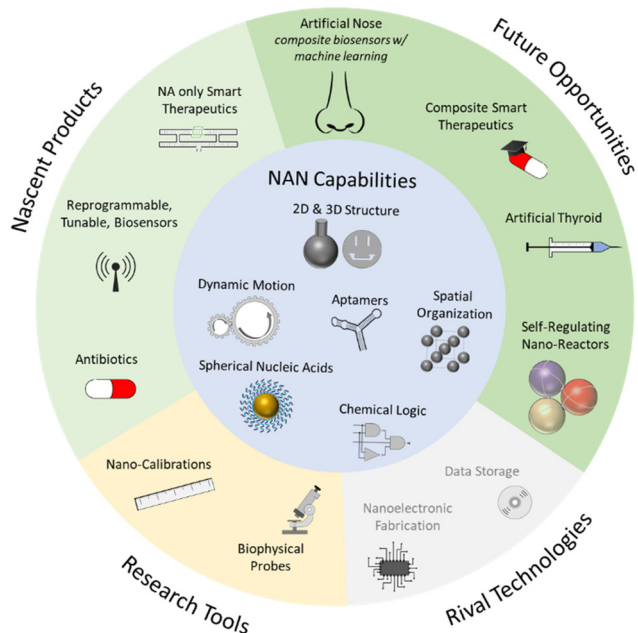 Artificial Nose
composite biosensors w/
machine learning
Future Opportunities
Composite Smart
Therapeutics
Artificial Thyroid
Self-Regulating
Nano-Reactors
Nascent Products
NA only Smart
Therapeutics
Reprogrammable,
Tunable, Biosensors
Antibiotics
NAN Capabilities
2D & 3D Structure
Dynamic Motion
Aptamers
Spatial
Organization
Spherical Nucleic Acids
Chemical Logic
Nano-Calibrations
Biophysical
Probes
Research Tools
Data Storage
Nanoelectronic
Fabrication
Rival Technologies